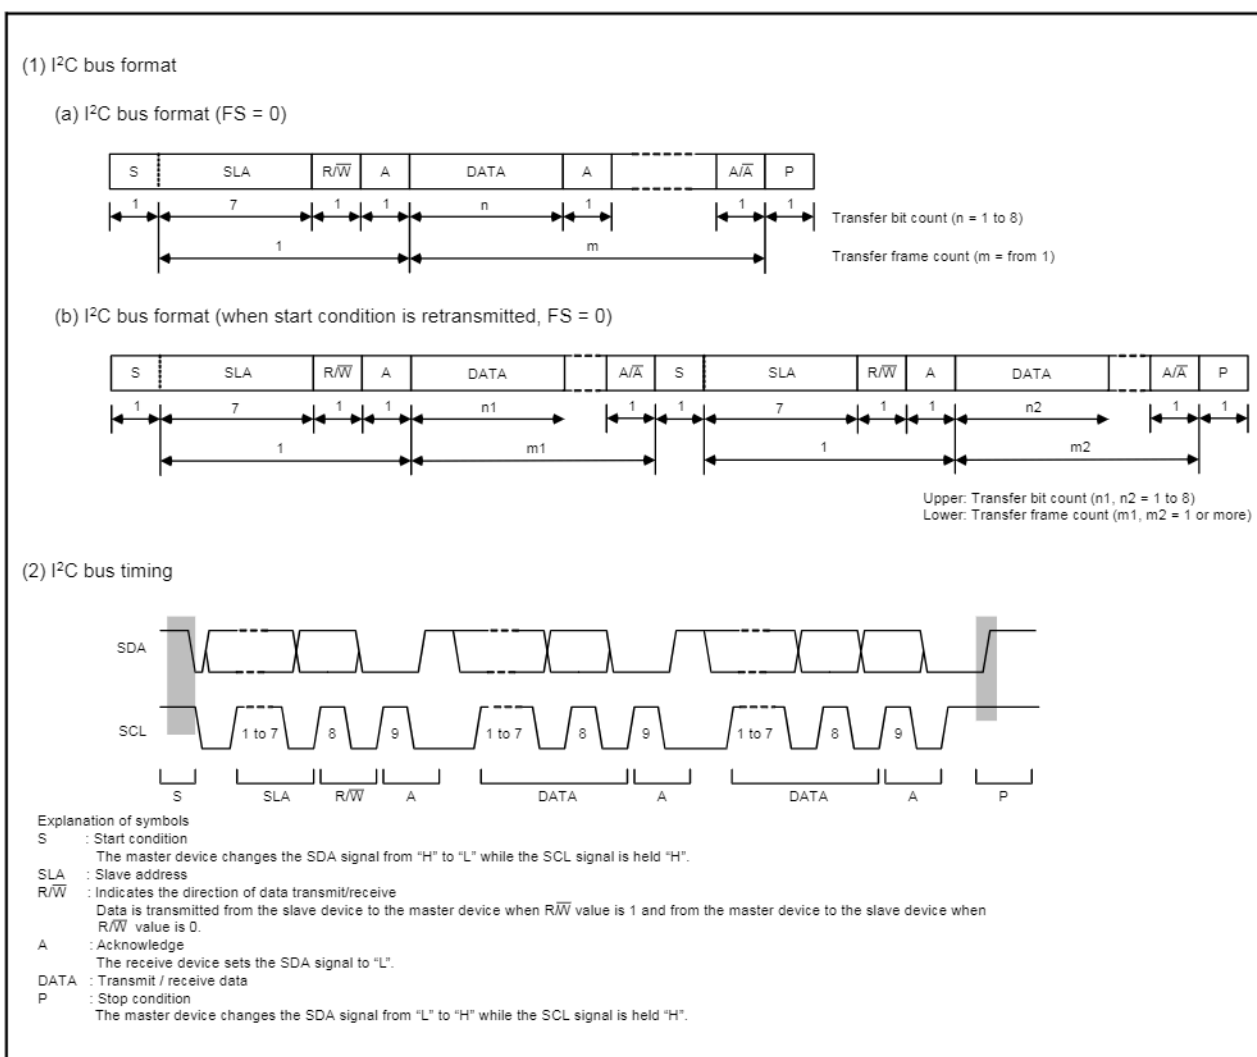 (1) I²C bus format
(a) I²C bus format (FS = 0)
S SLA R/W̅ A DATA A A/A̅ P
1 7 1 1 n 1 1 1
Transfer bit count (n = 1 to 8)
1 m
Transfer frame count (m = from 1)
(b) I²C bus format (when start condition is retransmitted, FS = 0)
S SLA R/W̅ A DATA A/A̅ S SLA R/W̅ A DATA A/A̅ P
1 7 1 1 n1 1 1 7 1 1 n2 1 1
1 m1 1 m2
Upper: Transfer bit count (n1, n2 = 1 to 8)
Lower: Transfer frame count (m1, m2 = 1 or more)
(2) I²C bus timing
SDA
SCL 1 to 7 8 9 1 to 7 8 9 1 to 7 8 9
S SLA R/W̅ A DATA A DATA A P
Explanation of symbols
S : Start condition
The master device changes the SDA signal from “H” to “L” while the SCL signal is held “H”.
SLA : Slave address
R/W̅ : Indicates the direction of data transmit/receive
Data is transmitted from the slave device to the master device when R/W̅ value is 1 and from the master device to the slave device when
R/W̅ value is 0.
A : Acknowledge
The receive device sets the SDA signal to “L”.
DATA : Transmit / receive data
P : Stop condition
The master device changes the SDA signal from “L” to “H” while the SCL signal is held “H”.